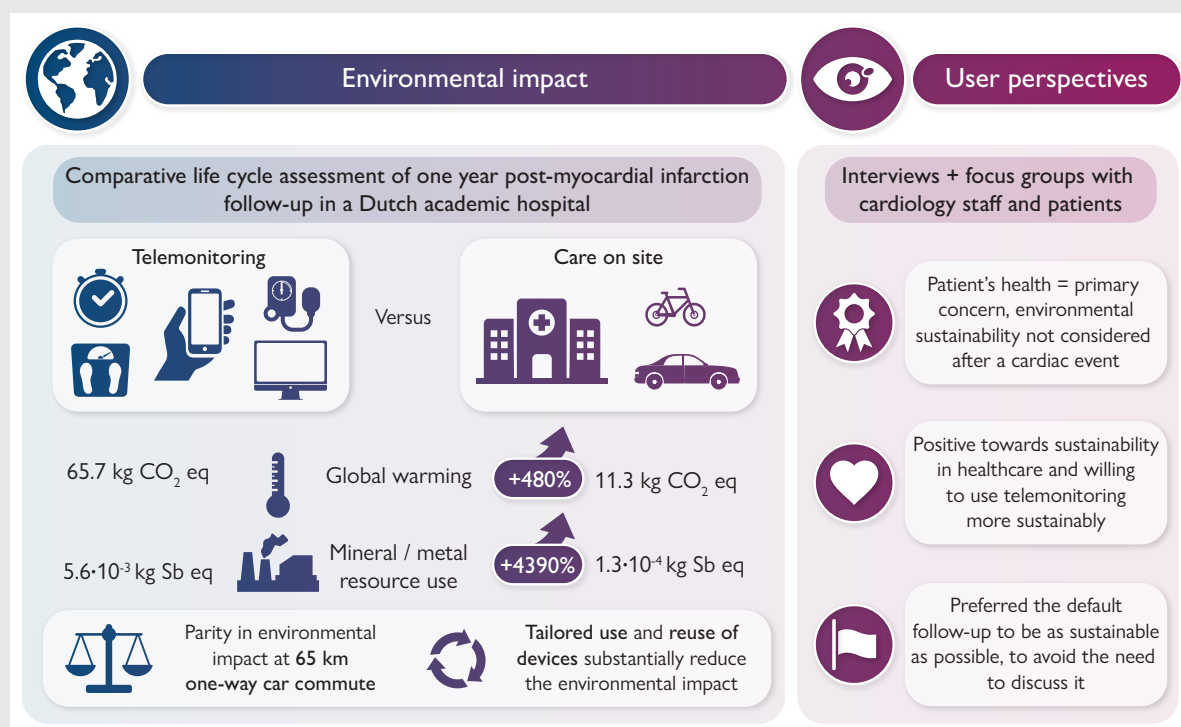 Environmental impact
User perspectives
Comparative life cycle assessment of one year post-myocardial infarction
follow-up in a Dutch academic hospital
Telemonitoring
Versus
Care on site
65.7 kg CO₂ eq
Global warming
+480%
11.3 kg CO₂ eq
5.6·10⁻³ kg Sb eq
Mineral / metal
resource use
+4390%
1.3·10⁻⁴ kg Sb eq
Parity in environmental
impact at 65 km
one-way car commute
Tailored use and reuse of
devices substantially reduce
the environmental impact
Interviews + focus groups with
cardiology staff and patients
Patient's health = primary
concern, environmental
sustainability not considered
after a cardiac event
Positive towards sustainability
in healthcare and willing
to use telemonitoring
more sustainably
Preferred the default
follow-up to be as sustainable
as possible, to avoid the need
to discuss it